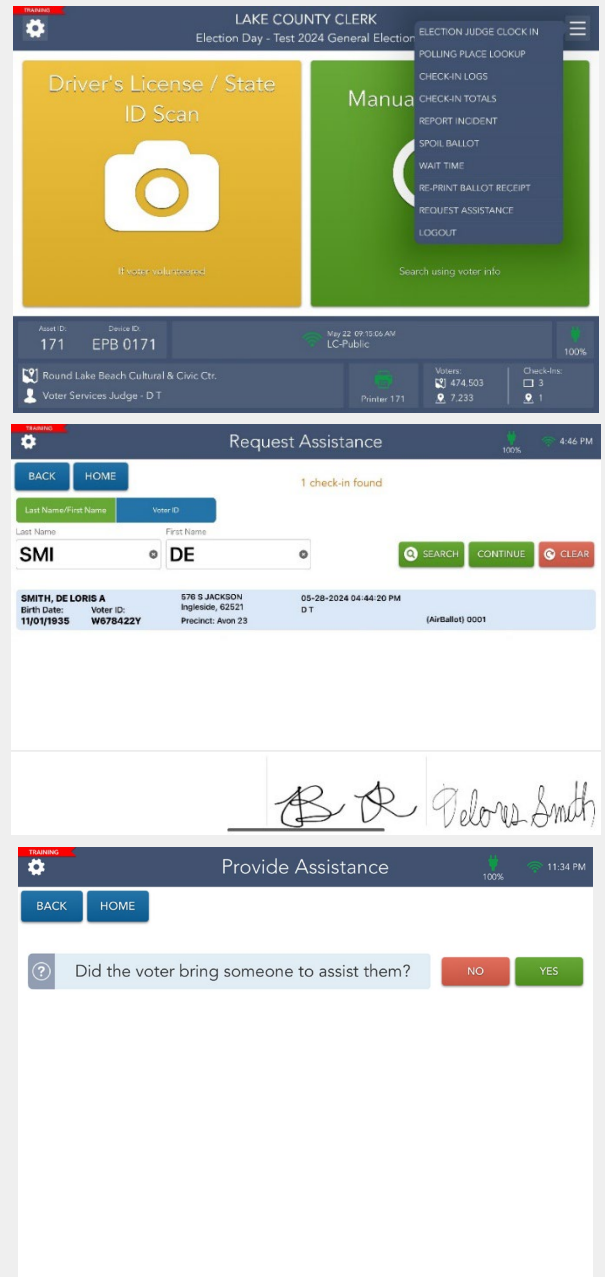 TRAINING
LAKE COUNTY CLERK
Election Day - Test 2024 General Election
ELECTION JUDGE CLOCK IN
POLLING PLACE LOOKUP
CHECK-IN LOGS
CHECK-IN TOTALS
REPORT INCIDENT
SPOIL BALLOT
WAIT TIME
RE-PRINT BALLOT RECEIPT
REQUEST ASSISTANCE
LOGOUT
Driver's License / State
ID Scan
If voter volunteered
Manua
Search using voter info
Asset ID: Device ID:
171 EPB 0171
May 22 09:15:06 AM
LC-Public
100%
Round Lake Beach Cultural & Civic Ctr.
Voter Services Judge - D T
Printer 171
Voters: Check-Ins:
474,503 3
7,233 1
TRAINING
Request Assistance
100%
4:46 PM
BACK HOME
1 check-in found
Last Name/First Name Voter ID
Last Name First Name
SMI DE
SEARCH CONTINUE CLEAR
SMITH, DE LORIS A 576 S JACKSON 05-28-2024 04:44:20 PM
Birth Date: Voter ID: Ingleside, 62521 D T
11/01/1935 W678422Y Precinct: Avon 23 (AirBallot) 0001
Delores Smith
TRAINING
Provide Assistance
100%
11:34 PM
BACK HOME
? Did the voter bring someone to assist them? NO YES